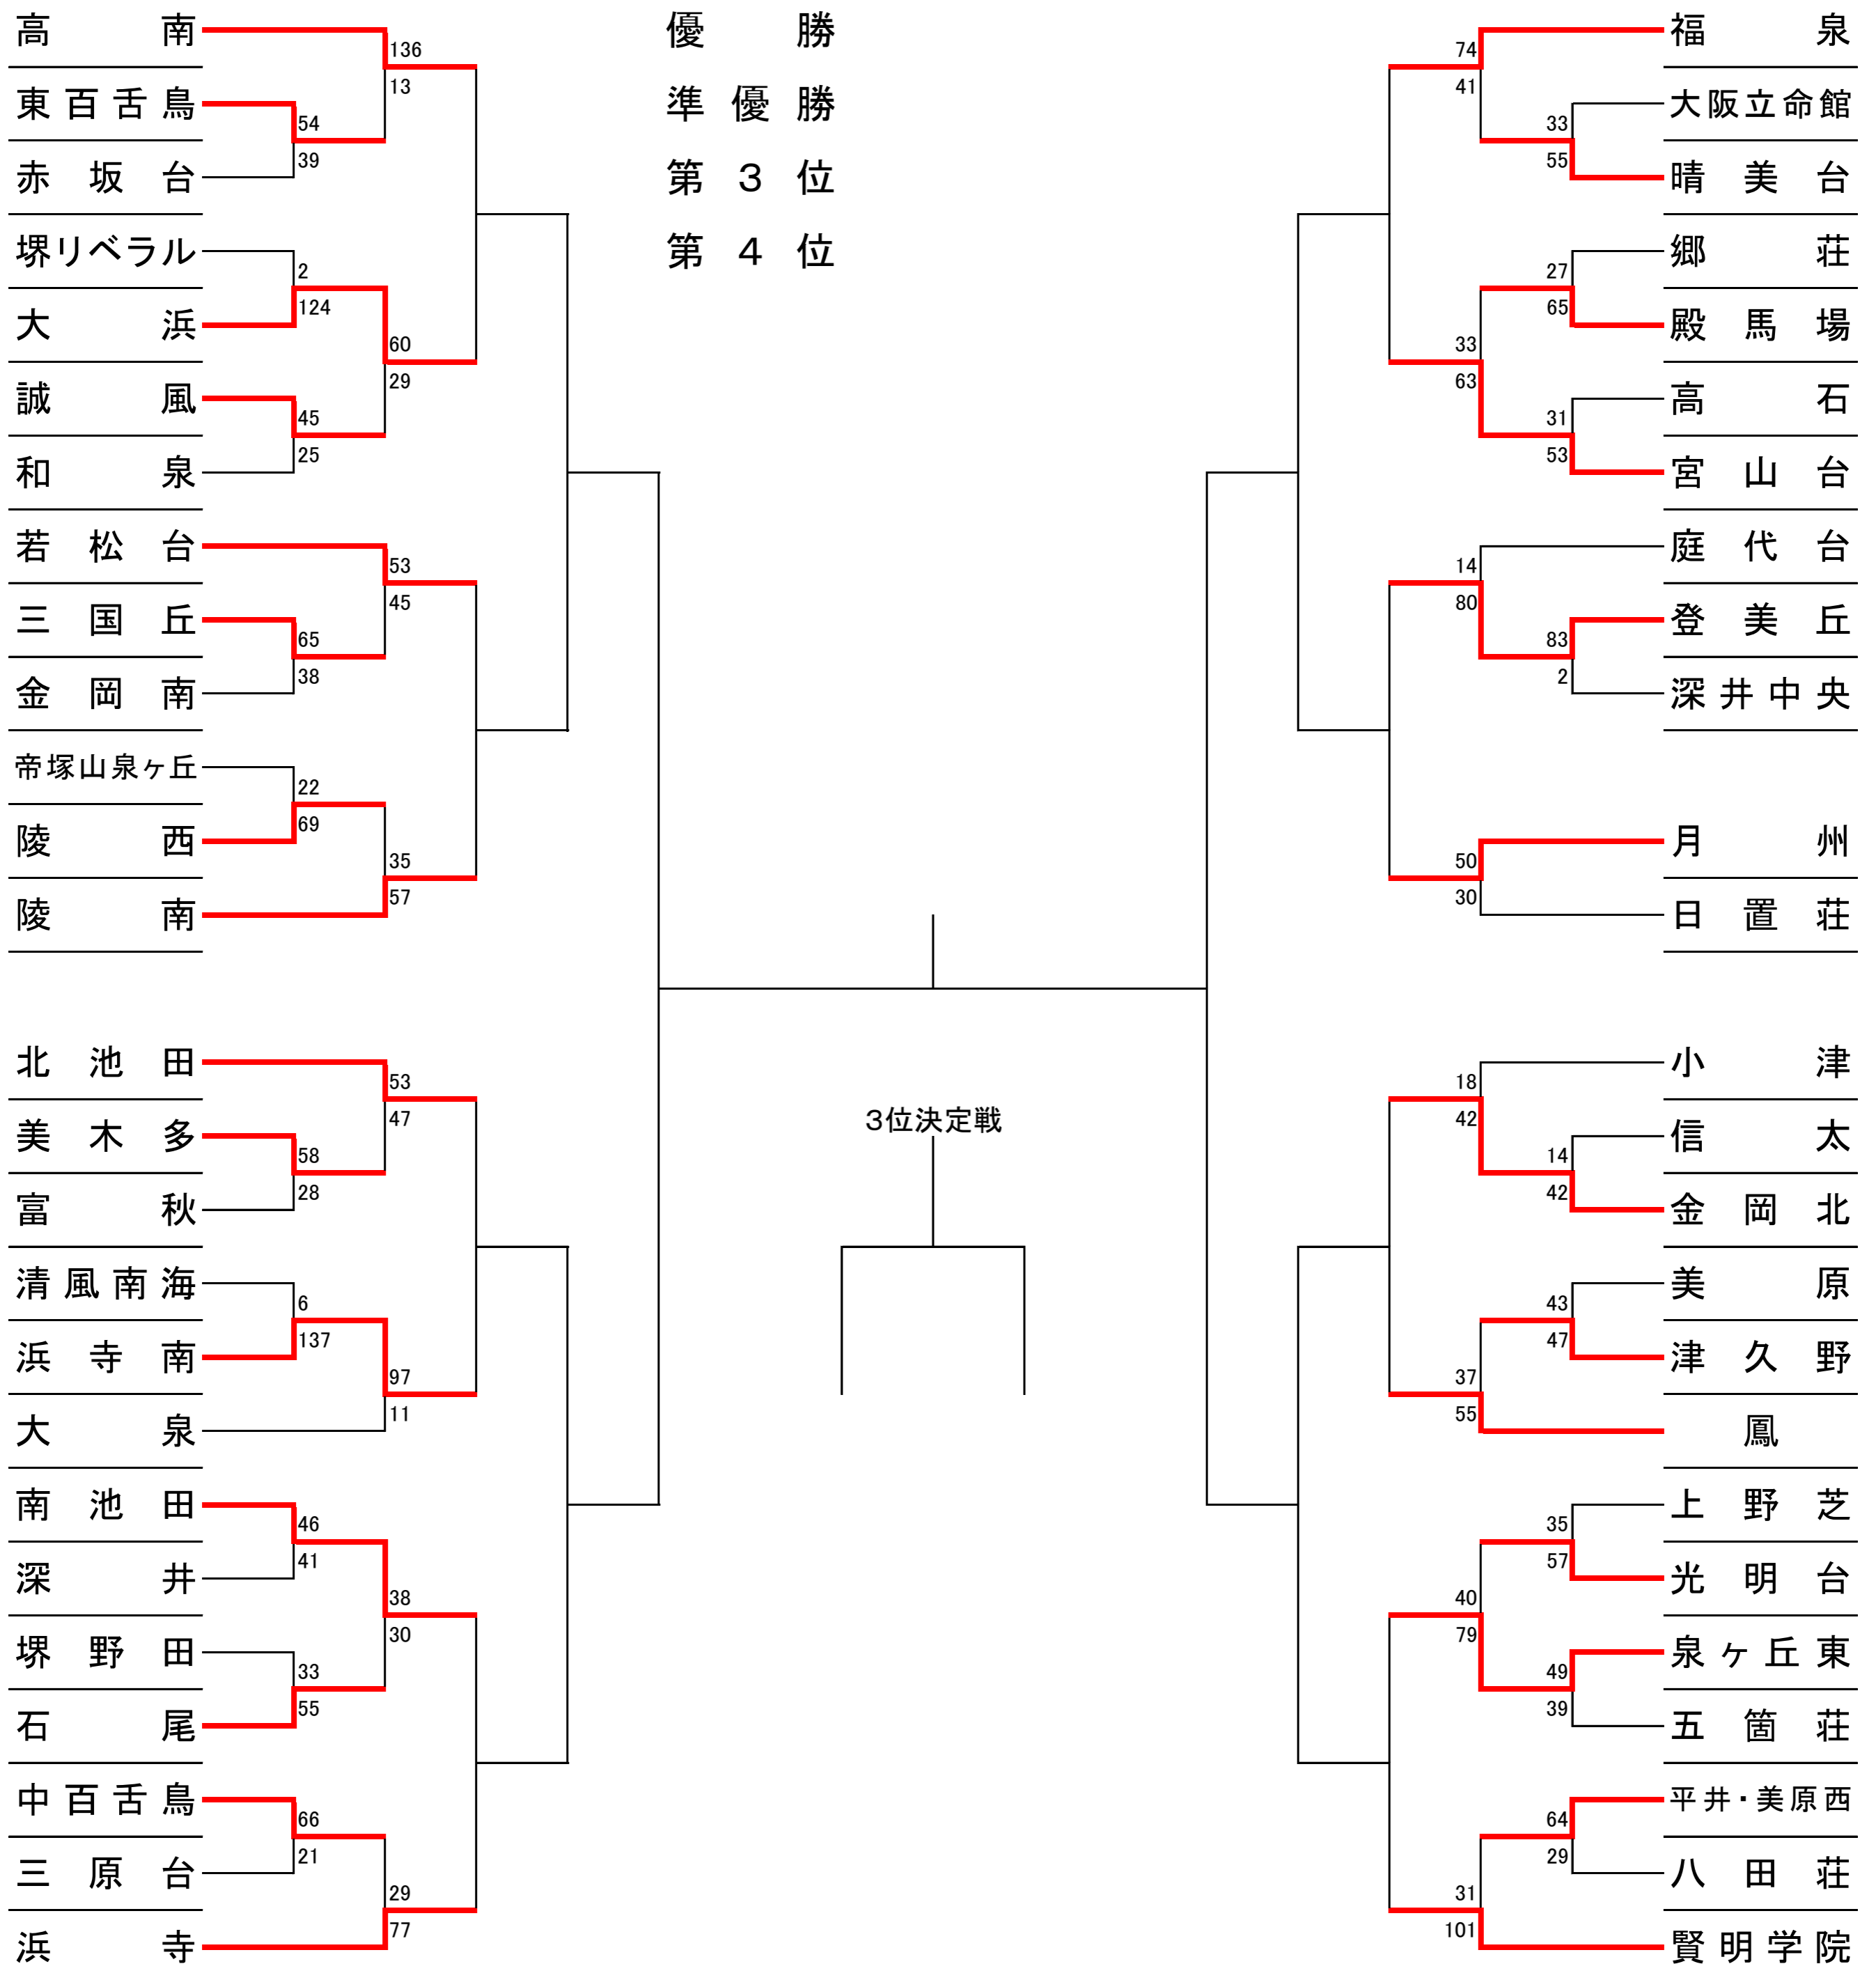 高南
東百舌鳥
赤坂台
堺リベラル
大浜
誠風
和泉
若松台
三国丘
金岡南
帝塚山泉ヶ丘
陵西
陵南
北池田
美木多
富秋
清風南海
浜寺南
大泉
南池田
深井
堺野田
石尾
中百舌鳥
三原台
浜寺
54
39
2
124
45
25
65
38
22
69
58
28
6
137
46
41
33
55
66
21
136
13
60
29
53
45
35
57
53
47
97
11
38
30
29
77
優勝
準優勝
第3位
第4位
3位決定戦
74
41
33
63
14
80
50
30
18
42
37
55
40
79
31
101
33
55
27
65
31
53
83
2
14
42
43
47
35
57
49
39
64
29
福泉
大阪立命館
晴美台
郷荘
殿馬場
高石
宮山台
庭代台
登美丘
深井中央
月州
日置荘
小津
信太
金岡北
美原
津久野
鳳
上野芝
光明台
泉ヶ丘東
五箇荘
平井・美原西
八田荘
賢明学院